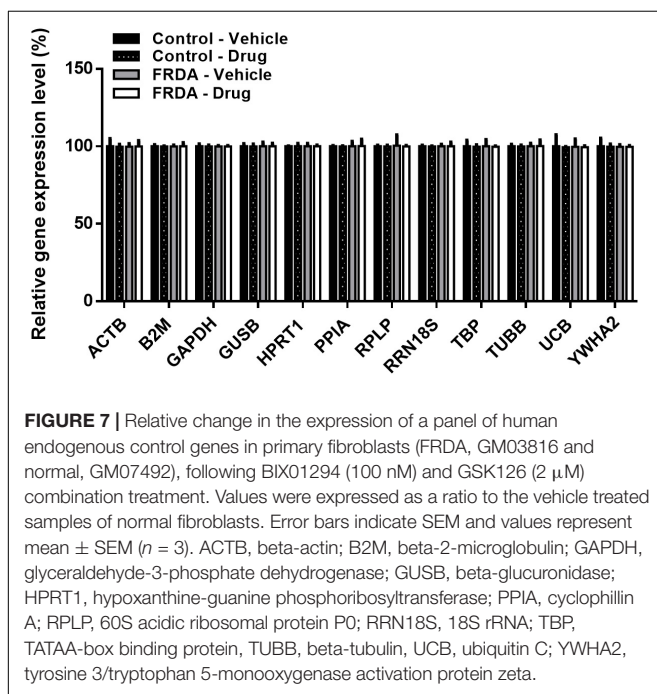 Control - Vehicle
Control - Drug
FRDA - Vehicle
FRDA - Drug
Relative gene expression level (%)
150
100
50
0
ACTB
B2M
GAPDH
GUSB
HPRT1
PPIA
RPLP
RRN18S
TBP
TUBB
UCB
YWHA2
FIGURE 7 | Relative change in the expression of a panel of human
endogenous control genes in primary fibroblasts (FRDA, GM03816 and
normal, GM07492), following BIX01294 (100 nM) and GSK126 (2 μM)
combination treatment. Values were expressed as a ratio to the vehicle treated
samples of normal fibroblasts. Error bars indicate SEM and values represent
mean ± SEM (n = 3). ACTB, beta-actin; B2M, beta-2-microglobulin; GAPDH,
glyceraldehyde-3-phosphate dehydrogenase; GUSB, beta-glucuronidase;
HPRT1, hypoxanthine-guanine phosphoribosyltransferase; PPIA, cyclophillin
A; RPLP, 60S acidic ribosomal protein P0; RRN18S, 18S rRNA; TBP,
TATAA-box binding protein, TUBB, beta-tubulin, UCB, ubiquitin C; YWHA2,
tyrosine 3/tryptophan 5-monooxygenase activation protein zeta.